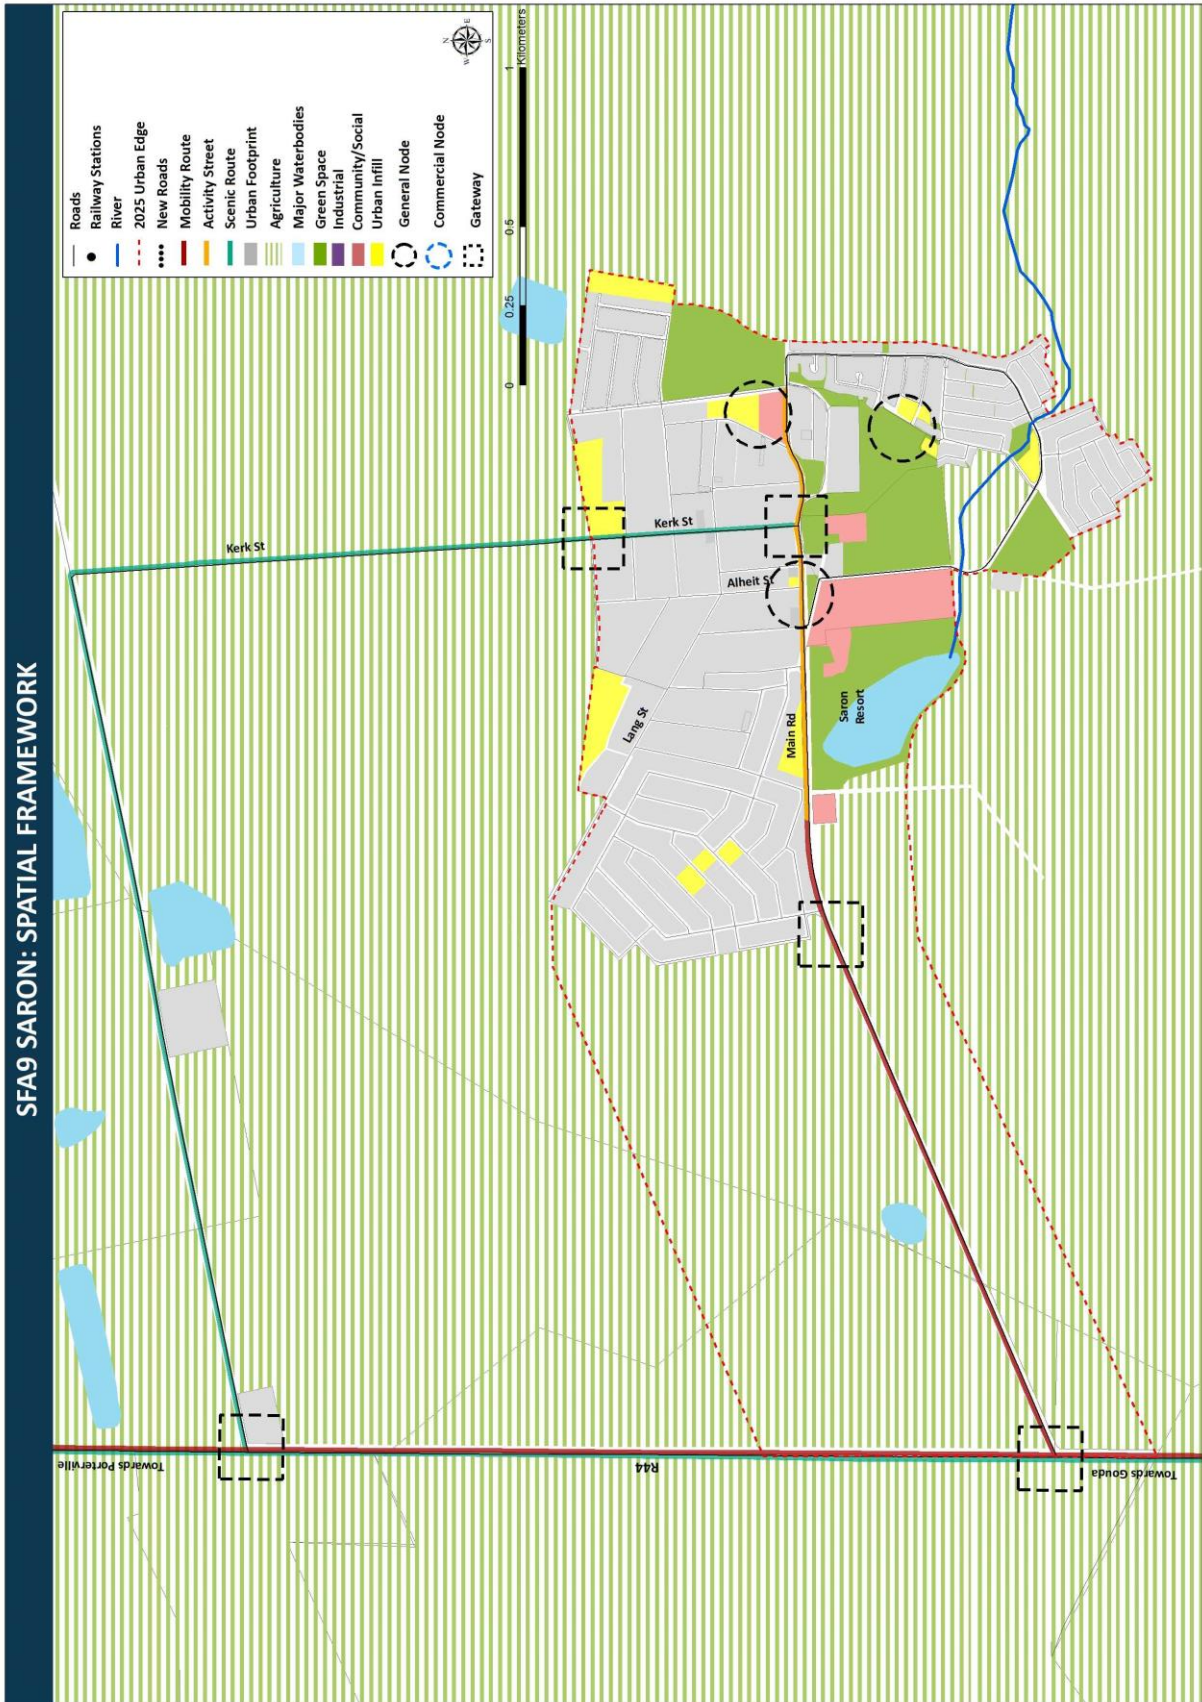 SFA9 SARON: SPATIAL FRAMEWORK
Roads
Railway Stations
River
2025 Urban Edge
New Roads
Mobility Route
Activity Street
Scenic Route
Urban Footprint
Agriculture
Major Waterbodies
Green Space
Industrial
Community/Social
Urban Infill
General Node
Commercial Node
Gateway
N
E
S
W
0
0.25
0.5
1
Kilometers
Towards Porterville
R44
Towards Gouda
Kerk St
Kerk St
Alheit St
Lang St
Main Rd
Saron
Resort